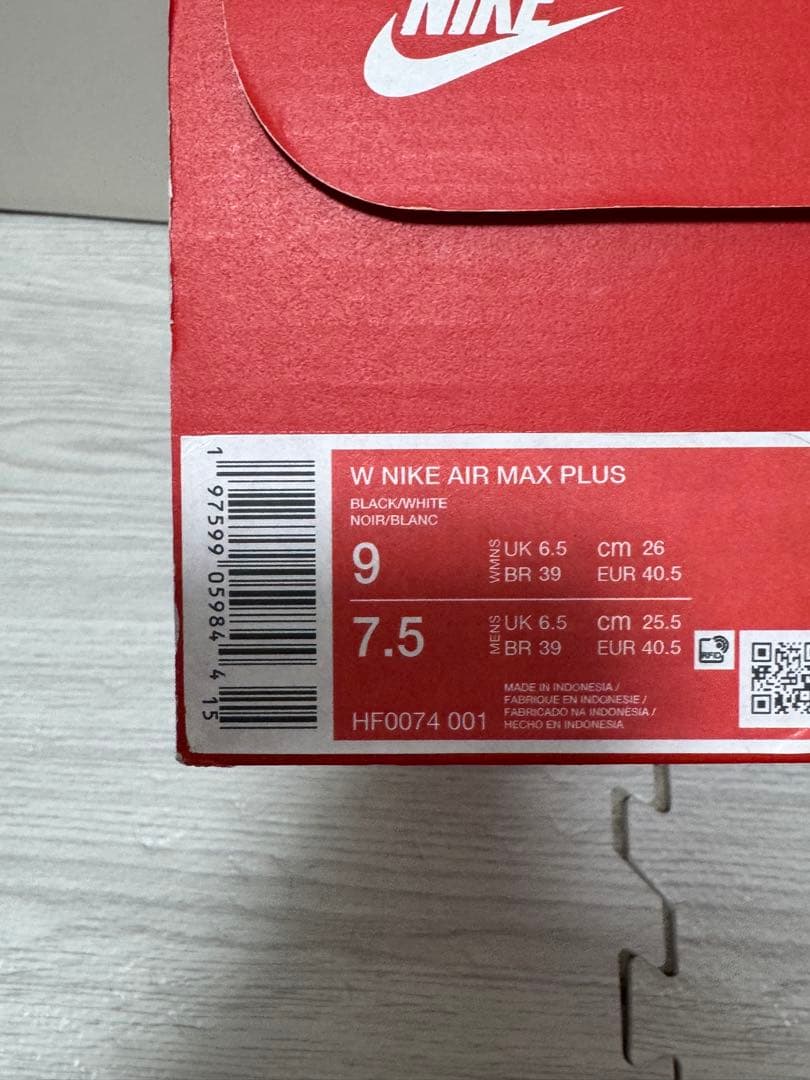 NIKE
W NIKE AIR MAX PLUS
BLACK/WHITE
NOIR/BLANC
9
WMNS
UK 6.5 cm 26
BR 39 EUR 40.5
7.5
MENS
UK 6.5 cm 25.5
BR 39 EUR 40.5
RFID
MADE IN INDONESIA /
FABRIQUE EN INDONESIE /
FABRICADO NA INDONÉSIA /
HECHO EN INDONESIA
HF0074 001
1 97599 05984 4 15